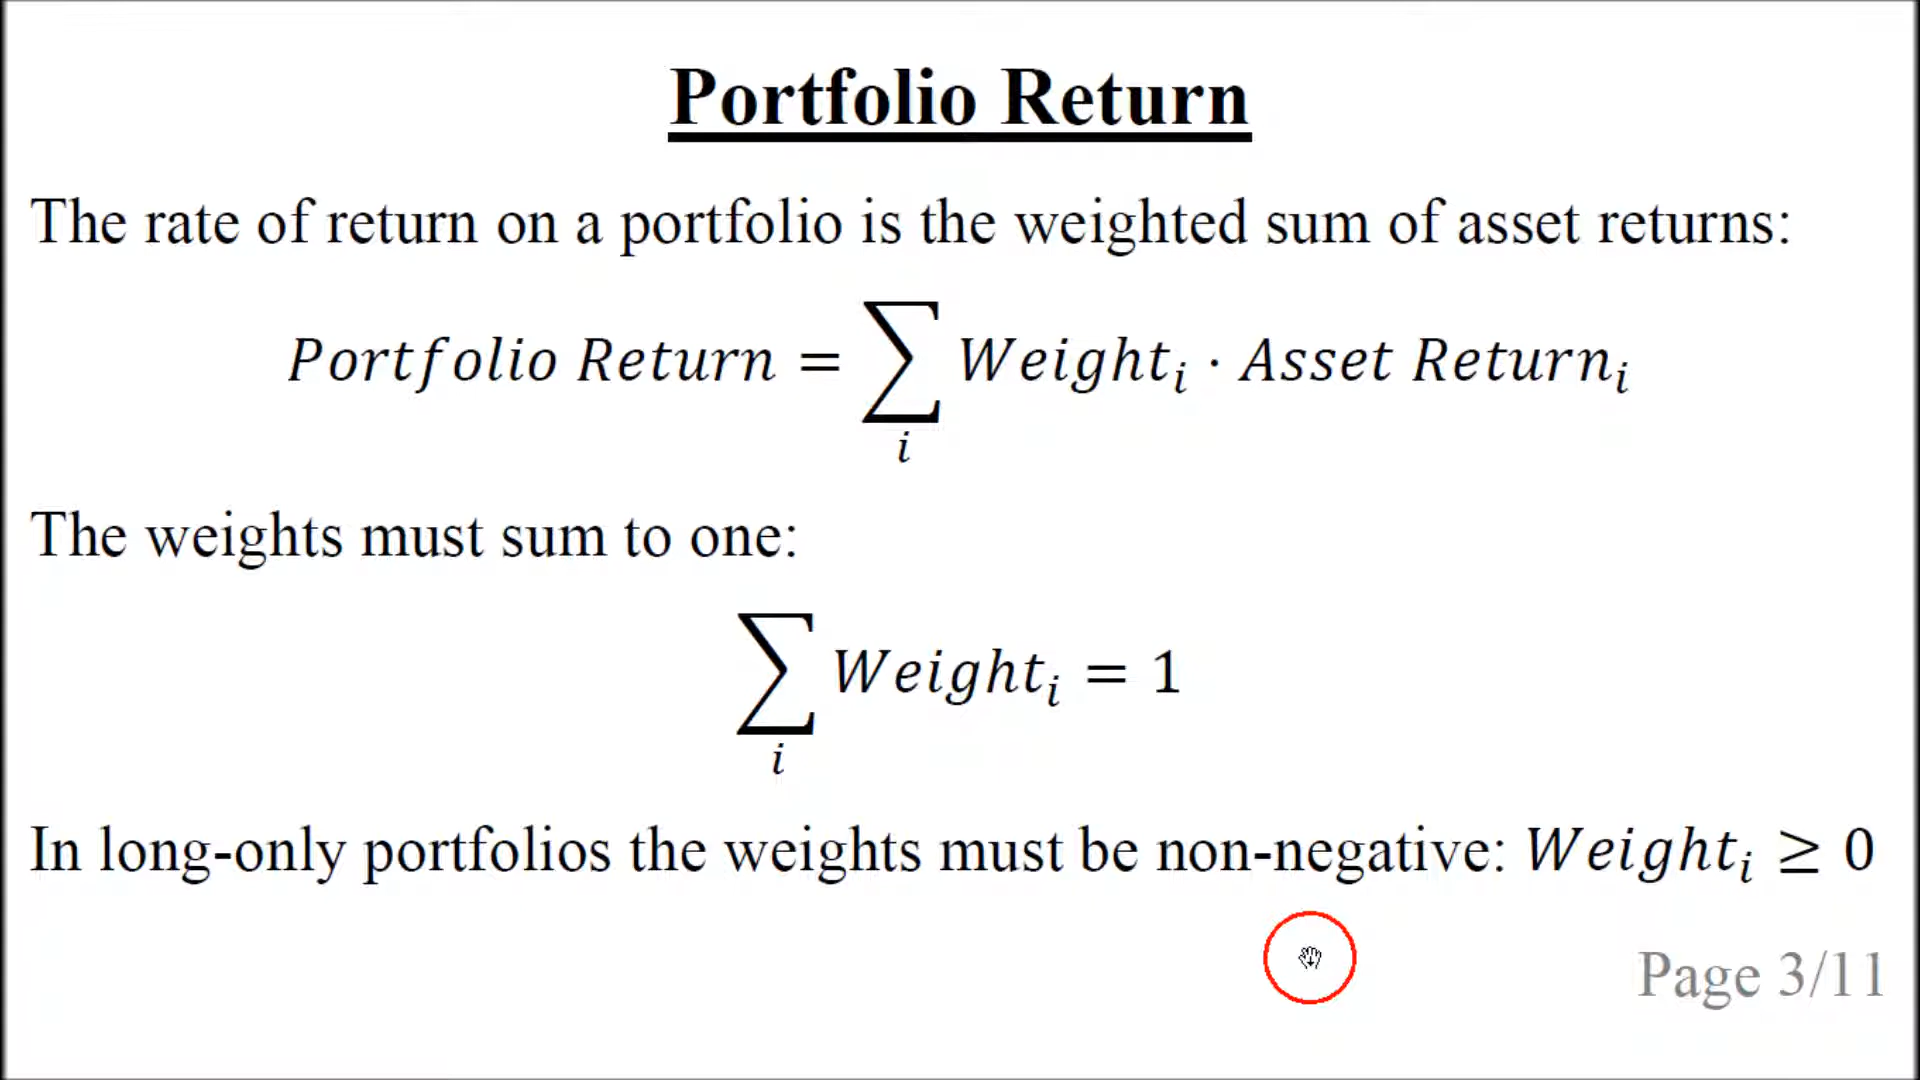 Portfolio Return
The rate of return on a portfolio is the weighted sum of asset returns:
Portfolio Return = ∑ᵢ Weightᵢ · Asset Returnᵢ
The weights must sum to one:
∑ᵢ Weightᵢ = 1
In long-only portfolios the weights must be non-negative: Weightᵢ ≥ 0
Page 3/11